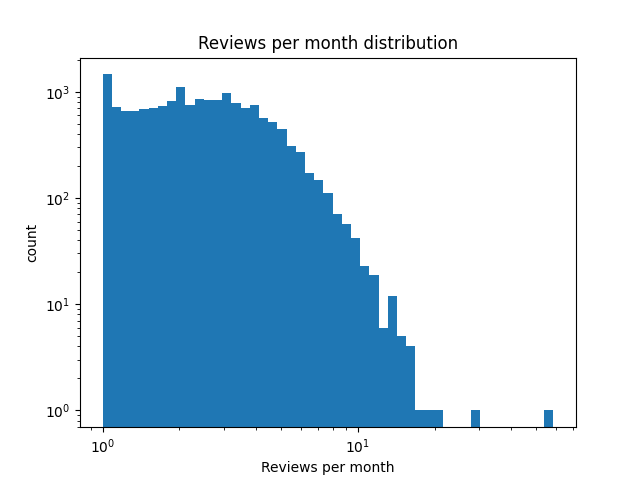 Reviews per month distribution
10³
10²
10¹
10⁰
count
10⁰ 10¹
Reviews per month